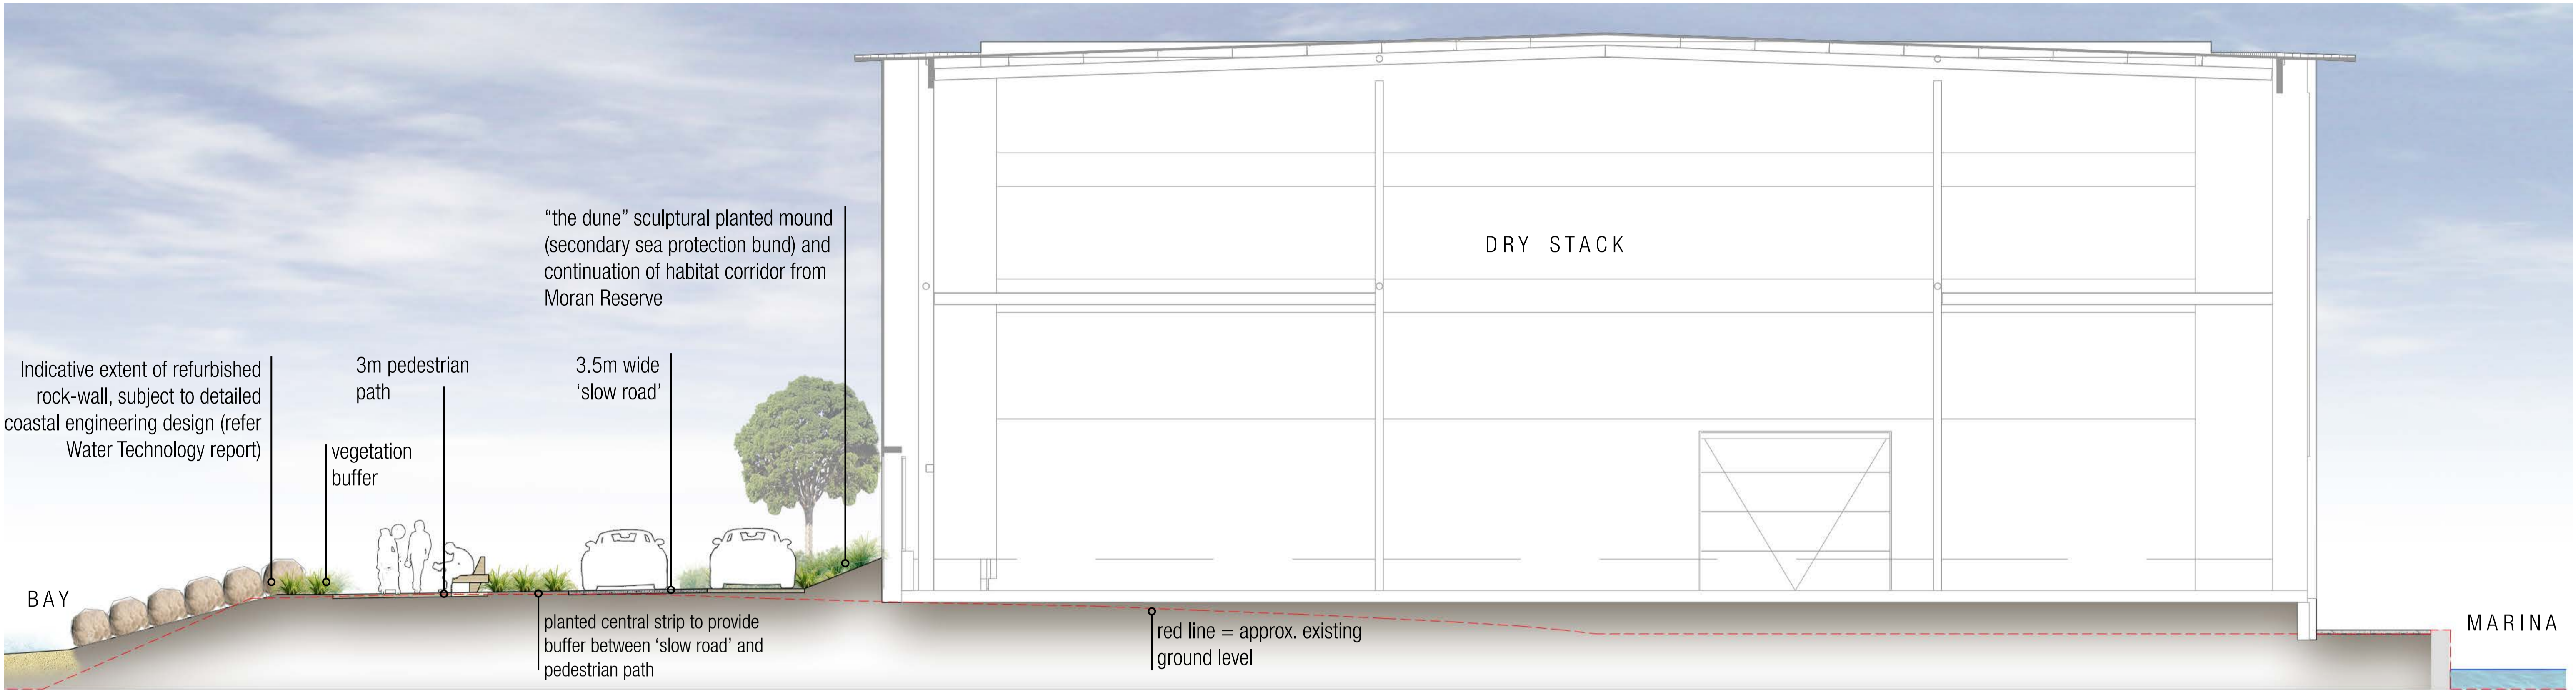 Indicative extent of refurbished
rock-wall, subject to detailed
coastal engineering design (refer
Water Technology report)
vegetation
buffer
3m pedestrian
path
3.5m wide
‘slow road’
“the dune” sculptural planted mound
(secondary sea protection bund) and
continuation of habitat corridor from
Moran Reserve
DRY STACK
BAY
planted central strip to provide
buffer between ‘slow road’ and
pedestrian path
red line = approx. existing
ground level
MARINA